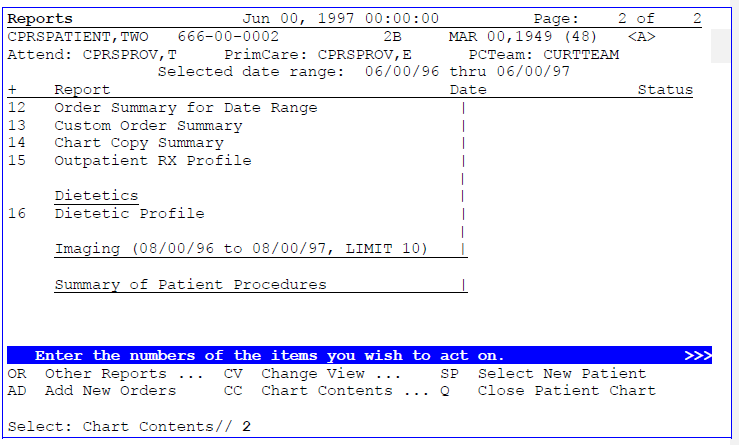 Reports Jun 00, 1997 00:00:00 Page: 2 of 2
CPRSPATIENT,TWO 666-00-0002 2B MAR 00,1949 (48) <A>
Attend: CPRSPROV,T PrimCare: CPRSPROV,E PCTeam: CURTTEAM
Selected date range: 06/00/96 thru 06/00/97
+ Report Date Status
12 Order Summary for Date Range |
13 Custom Order Summary |
14 Chart Copy Summary |
15 Outpatient RX Profile |
|
Dietetics |
16 Dietetic Profile |
|
Imaging (08/00/96 to 08/00/97, LIMIT 10) |
Summary of Patient Procedures |
Enter the numbers of the items you wish to act on. >>>
OR Other Reports ... CV Change View ... SP Select New Patient
AD Add New Orders CC Chart Contents ... Q Close Patient Chart
Select: Chart Contents// 2